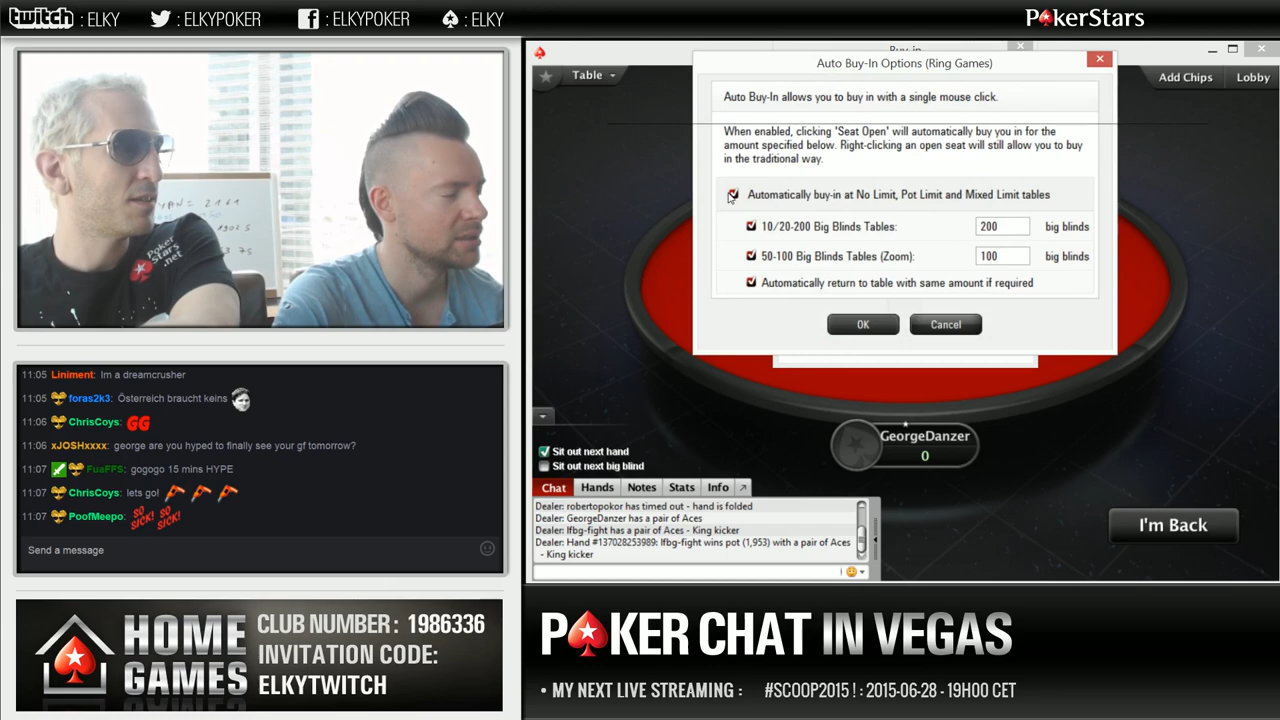 twitch : ELKY
: ELKYPOKER
: ELKYPOKER
: ELKY
POKERSTARS
Poker
Stars
.net
11:05 Liniment: Im a dreamcrusher
11:05 foras2k3: Österreich braucht keins
11:06 ChrisCoys: GG
11:06 xJOSHxxxx: george are you hyped to finally see your gf tomorrow?
11:07 FuaFFS: gogogo 15 mins HYPE
11:07 ChrisCoys: lets go!
11:07 PoofMeepo: SO SICK! SO SICK!
Send a message
HOME
GAMES
CLUB NUMBER : 1986336
INVITATION CODE:
ELKYTWITCH
Table
Buy-in
Add Chips
Lobby
Auto Buy-In Options (Ring Games)
Auto Buy-In allows you to buy in with a single mouse click.
When enabled, clicking 'Seat Open' will automatically buy you in for the
amount specified below. Right-clicking an open seat will still allow you to buy
in the traditional way.
Automatically buy-in at No Limit, Pot Limit and Mixed Limit tables
10/20-200 Big Blinds Tables: 200 big blinds
50-100 Big Blinds Tables (Zoom): 100 big blinds
Automatically return to table with same amount if required
OK
Cancel
GeorgeDanzer
0
Sit out next hand
Sit out next big blind
Chat Hands Notes Stats Info
Dealer: robertopokor has timed out - hand is folded
Dealer: GeorgeDanzer has a pair of Aces
Dealer: lfbg-fight has a pair of Aces - King kicker
Dealer: Hand #137028253989: lfbg-fight wins pot (1,953) with a pair of Aces
- King kicker
I'm Back
POKER CHAT IN VEGAS
• MY NEXT LIVE STREAMING : #SCOOP2015 ! : 2015-06-28 - 19H00 CET